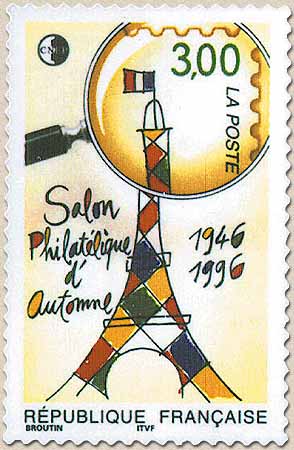 CNEP
3,00
LA POSTE
Salon
Philatélique
d'
Automne
1946
1996
RÉPUBLIQUE FRANÇAISE
BROUTIN ITVF